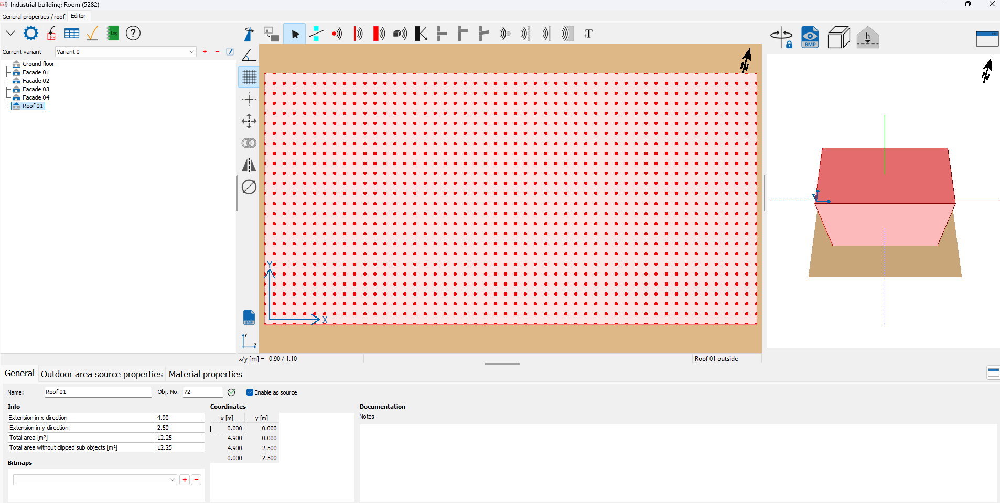 Industrial building; Room (5282)
General properties / roof
Editor
Log
?
T
BMP
h
Current variant
Variant 0
+
−
Ground floor
Facade 01
Facade 02
Facade 03
Facade 04
Roof 01
N
N
Y
X
BMP
y
x
x/y [m] = -0.90 / 1.10
Roof 01 outside
General
Outdoor area source properties
Material properties
Name:
Roof 01
Obj. No.
72
Enable as source
Info
Extension in x-direction 4.90
Extension in y-direction 2.50
Total area [m²] 12.25
Total area without clipped sub objects [m²] 12.25
Bitmaps
+
−
Coordinates
x [m] y [m]
0.000 0.000
4.900 0.000
4.900 2.500
0.000 2.500
Documentation
Notes